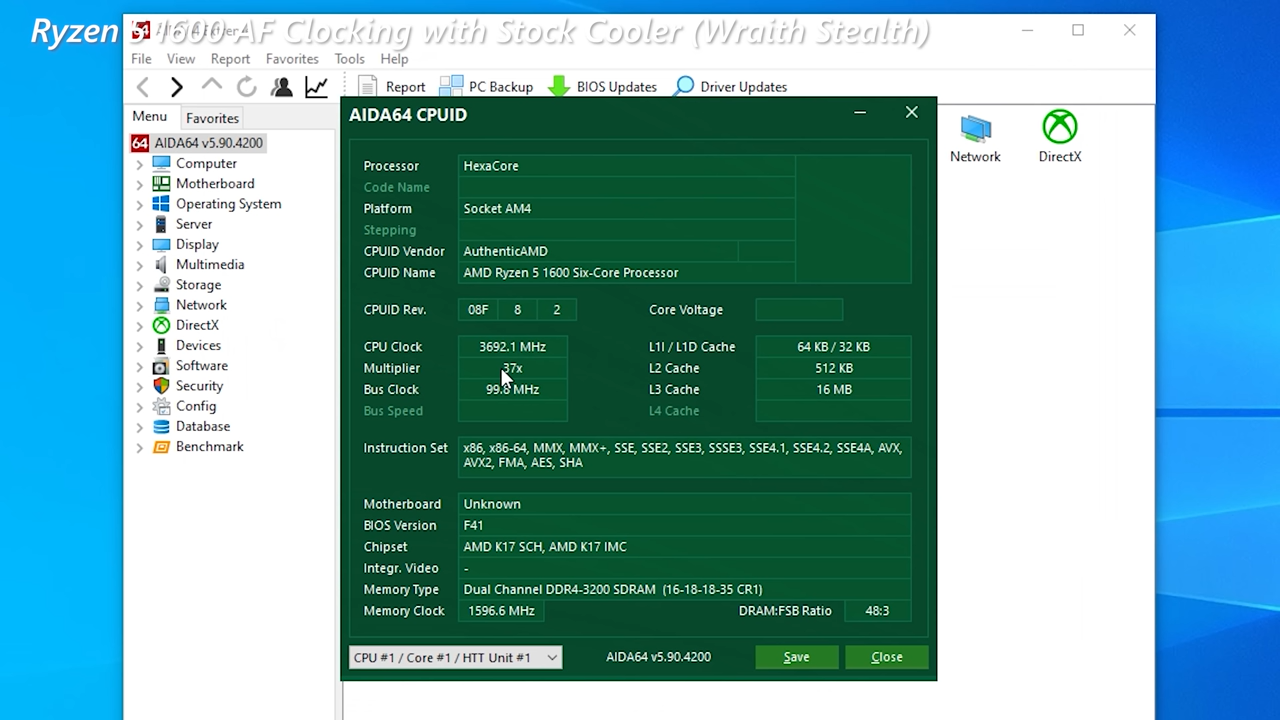 Ryzen 5 1600 AF Clocking with Stock Cooler (Wraith Stealth)
File View Report Favorites Tools Help
Report PC Backup BIOS Updates Driver Updates
Menu Favorites
64 AIDA64 v5.90.4200
Computer
Motherboard
Operating System
Server
Display
Multimedia
Storage
Network
DirectX
Devices
Software
Security
Config
Database
Benchmark
Network DirectX
AIDA64 CPUID
Processor HexaCore
Code Name
Platform Socket AM4
Stepping
CPUID Vendor AuthenticAMD
CPUID Name AMD Ryzen 5 1600 Six-Core Processor
CPUID Rev. 08F 8 2 Core Voltage
CPU Clock 3692.1 MHz L1I / L1D Cache 64 KB / 32 KB
Multiplier 37x L2 Cache 512 KB
Bus Clock 99.8 MHz L3 Cache 16 MB
Bus Speed L4 Cache
Instruction Set x86, x86-64, MMX, MMX+, SSE, SSE2, SSE3, SSSE3, SSE4.1, SSE4.2, SSE4A, AVX,
AVX2, FMA, AES, SHA
Motherboard Unknown
BIOS Version F41
Chipset AMD K17 SCH, AMD K17 IMC
Integr. Video -
Memory Type Dual Channel DDR4-3200 SDRAM (16-18-18-35 CR1)
Memory Clock 1596.6 MHz DRAM:FSB Ratio 48:3
CPU #1 / Core #1 / HTT Unit #1 AIDA64 v5.90.4200 Save Close